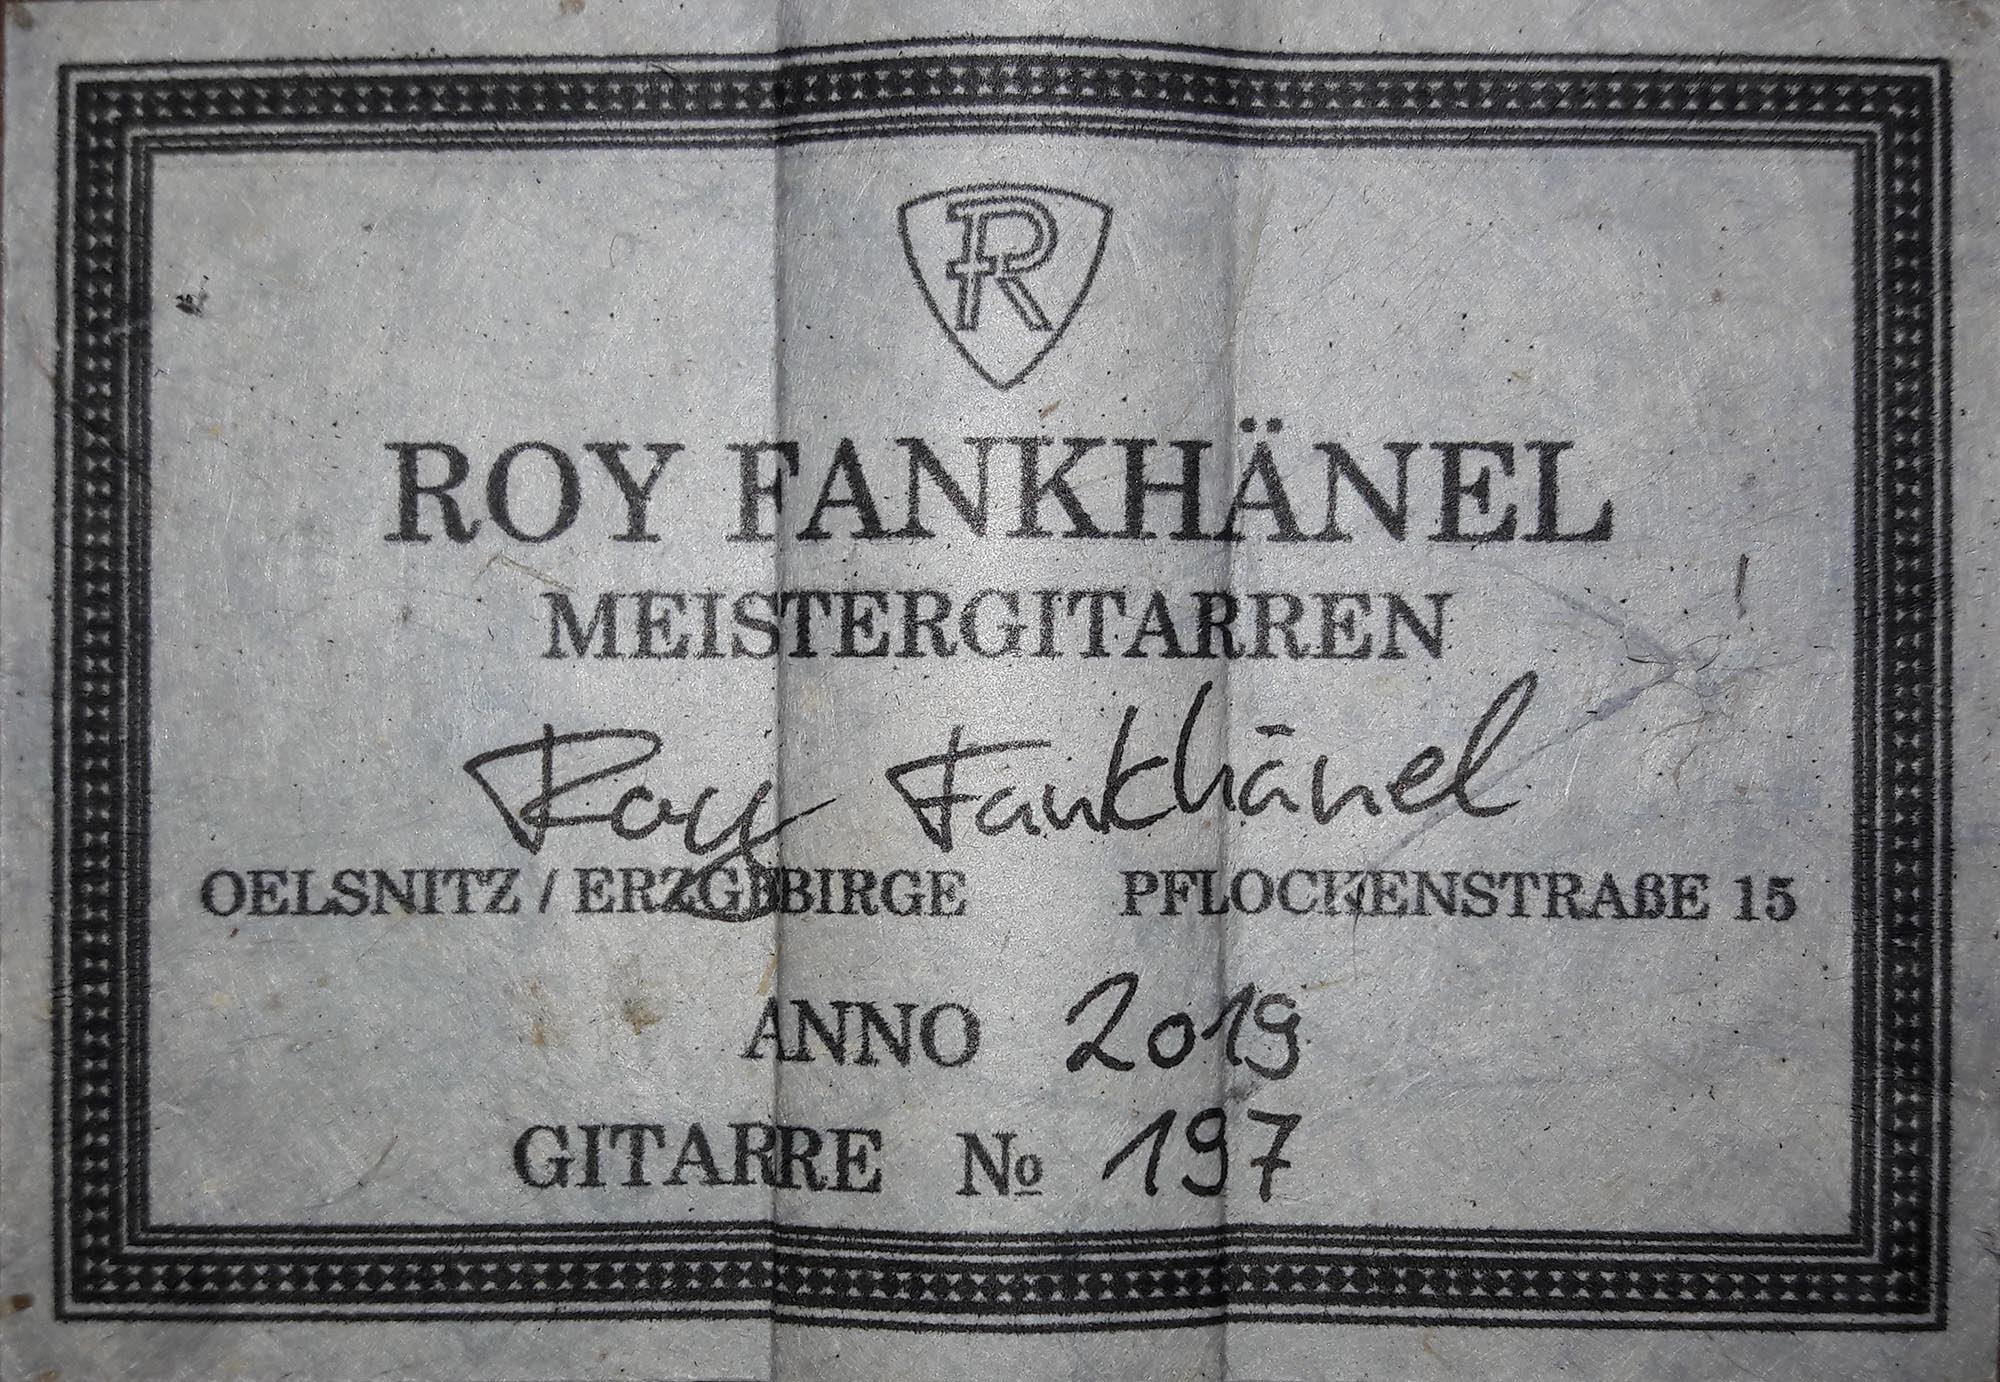 R
ROY FANKHÄNEL
MEISTERGITARREN
Roy Fankhänel
OELSNITZ / ERZGEBIRGE PFLOCKENSTRAßE 15
ANNO 2019
GITARRE No 197